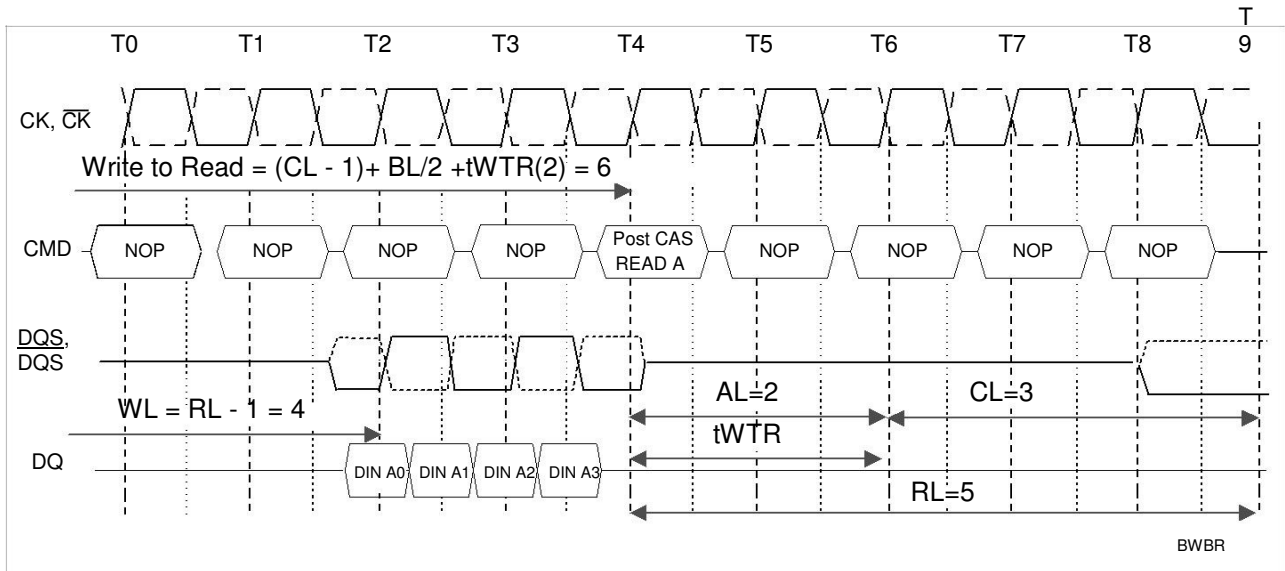 T
T0 T1 T2 T3 T4 T5 T6 T7 T8 9
CK, CK
Write to Read = (CL - 1)+ BL/2 +tWTR(2) = 6
CMD NOP NOP NOP NOP Post CAS READ A NOP NOP NOP NOP
DQS,
DQS
WL = RL - 1 = 4
AL=2 CL=3
tWTR
DQ DIN A0 DIN A1 DIN A2 DIN A3
RL=5
BWBR